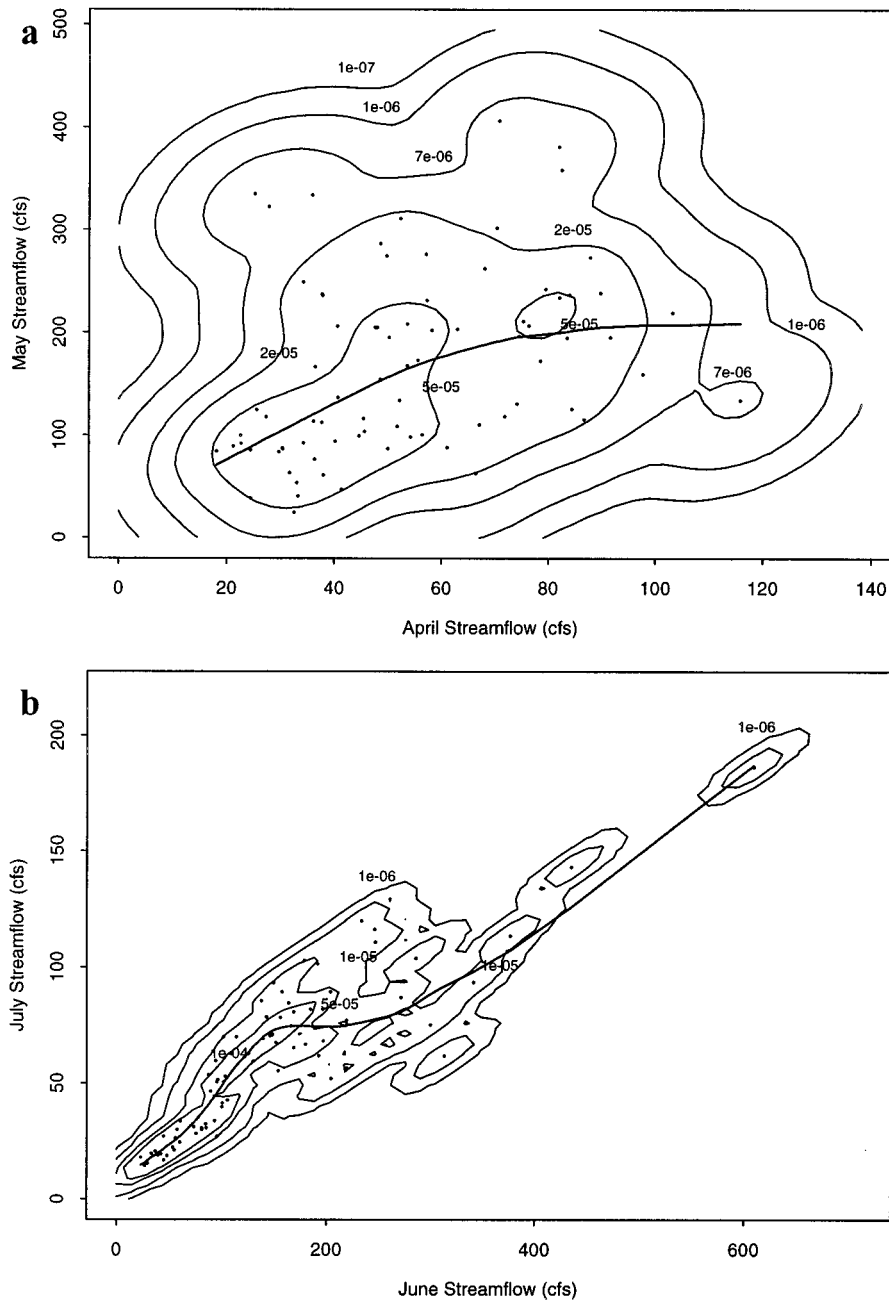 a
500
400
300
200
100
0
May Streamflow (cfs)
1e-07
1e-06
7e-06
2e-05
2e-05
5e-05
5e-05
1e-06
7e-06
0 20 40 60 80 100 120 140
April Streamflow (cfs)
b
200
150
100
50
0
July Streamflow (cfs)
1e-06
1e-06
1e-05
1e-05
5e-05
1e-04
0 200 400 600
June Streamflow (cfs)